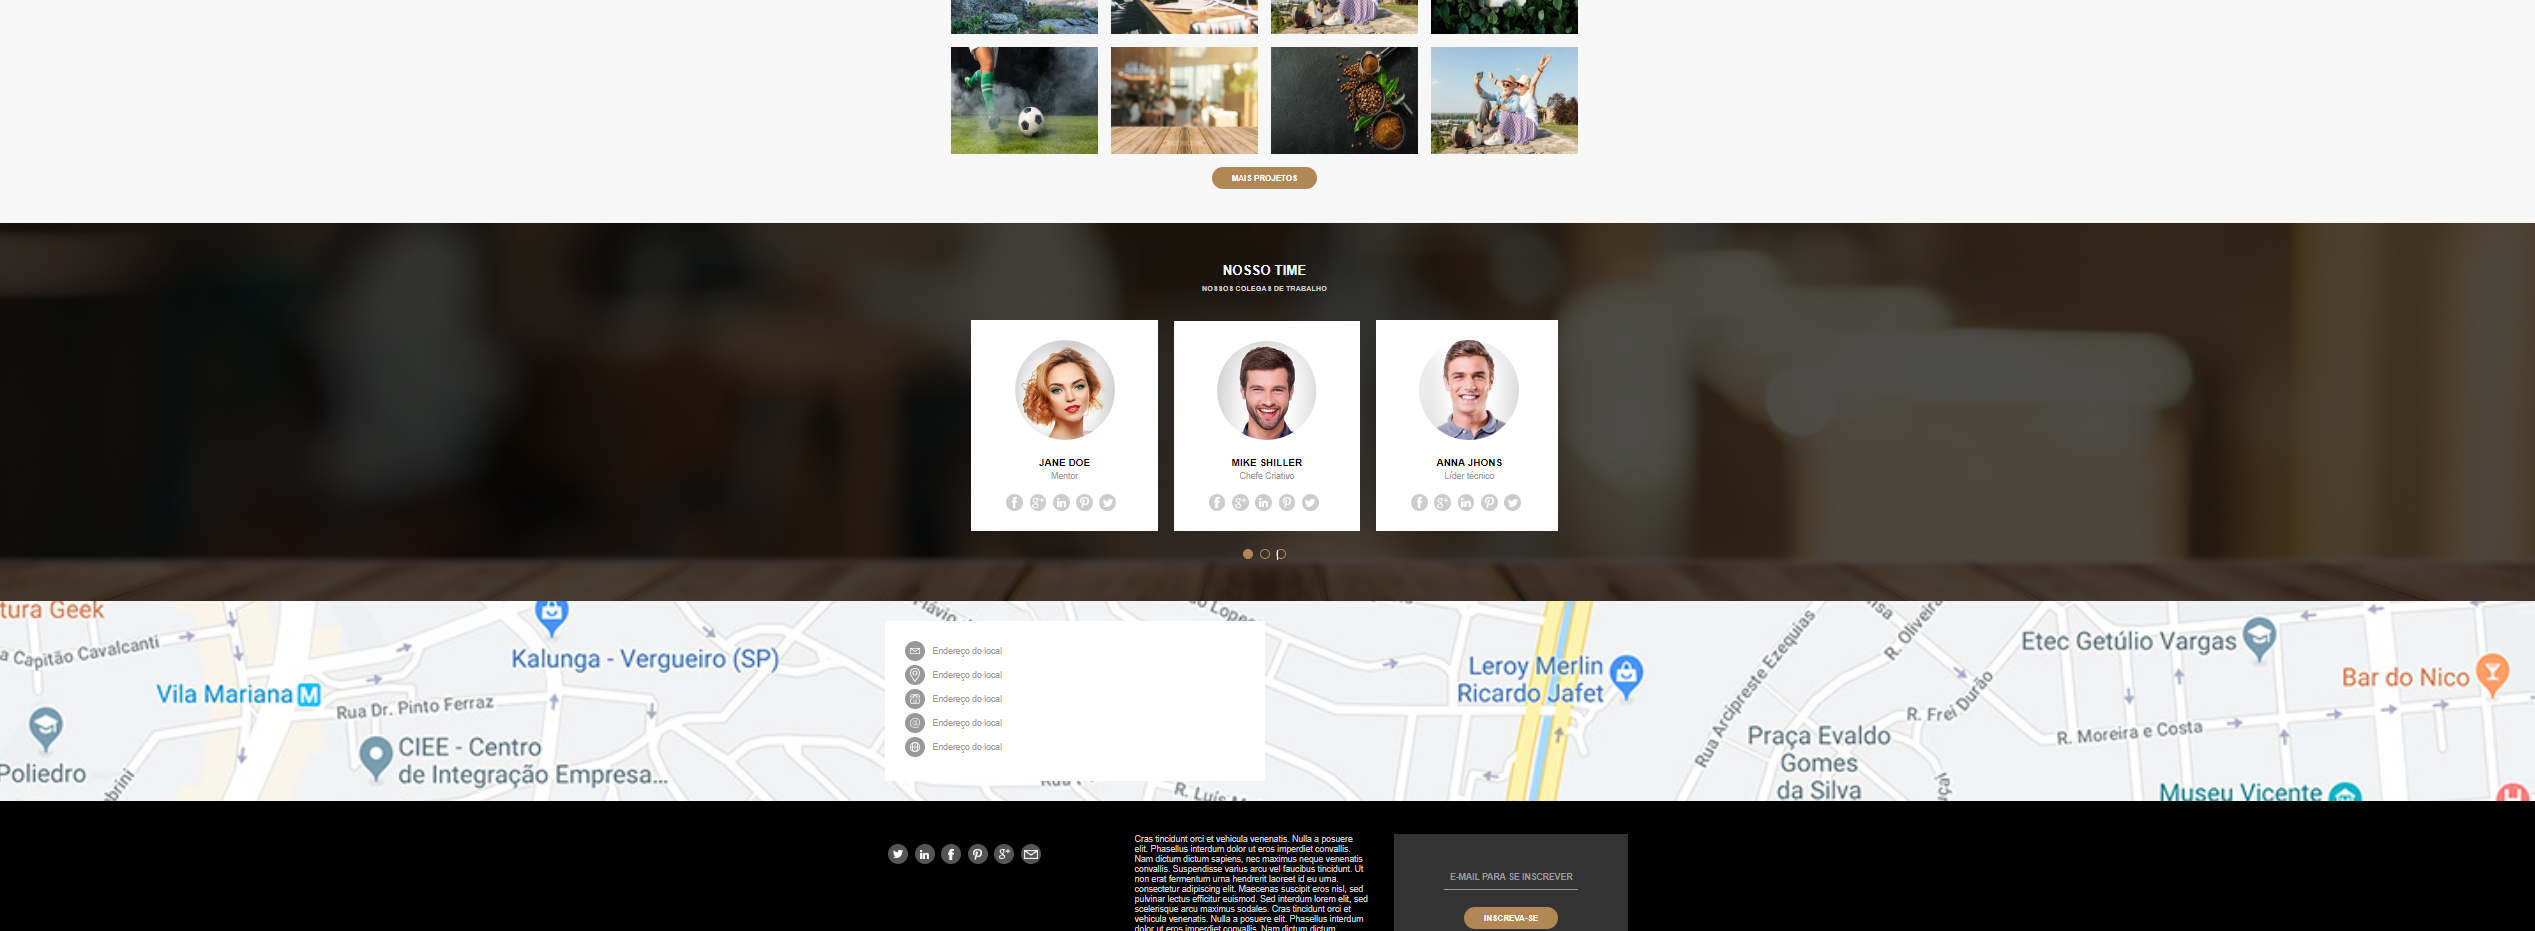 MAIS PROJETOS
NOSSO TIME
NOSSOS COLEGAS DE TRABALHO
JANE DOE
Mentor
MIKE SHILLER
Chefe Criativo
ANNA JHONS
Líder técnico
tura Geek
a Capitão Cavalcanti
Kalunga - Vergueiro (SP)
Vila Mariana
Rua Dr. Pinto Ferraz
CIEE - Centro
de Integração Empresa...
Poliedro
brini
Flávio
Lopes
Endereço do local
Endereço do local
Endereço do local
Endereço do local
Endereço do local
R. Luís
Leroy Merlin
Ricardo Jafet
Rua Arcipreste Ezequias
R. Oliveira
R. Frei Durão
Praça Evaldo
Gomes
da Silva
Etec Getúlio Vargas
Bar do Nico
R. Moreira e Costa
Museu Vicente
Cras tincidunt orci et vehicula venenatis. Nulla a posuere
elit. Phasellus interdum dolor ut eros imperdiet convallis.
Nam dictum dictum sapiens, nec maximus neque venenatis
convallis. Suspendisse varius arcu vel faucibus tincidunt. Ut
non erat fermentum urna hendrerit laoreet id eu urna.
consectetur adipiscing elit. Maecenas suscipit eros nisl, sed
pulvinar lectus efficitur euismod. Sed interdum lorem elit, sed
scelerisque arcu maximus sodales. Cras tincidunt orci et
vehicula venenatis. Nulla a posuere elit. Phasellus interdum
dolor ut eros imperdiet convallis. Nam dictum dictum
E-MAIL PARA SE INSCREVER
INSCREVA-SE